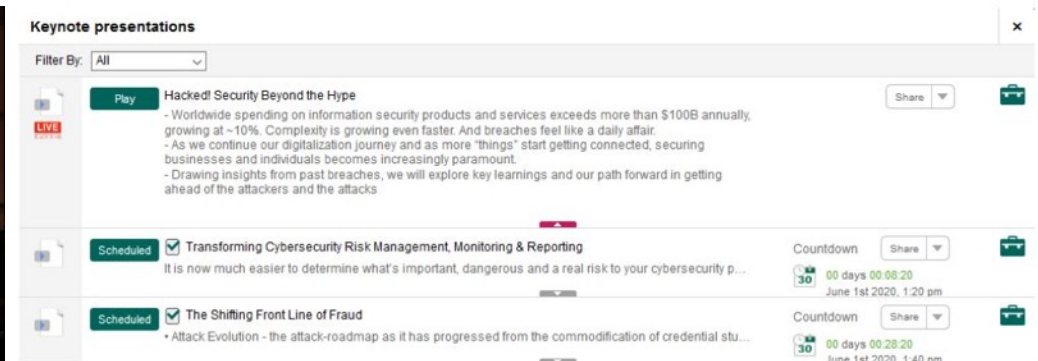 Keynote presentations
×
Filter By: All
Play
Hacked! Security Beyond the Hype
Share
LIVE
- Worldwide spending on information security products and services exceeds more than $100B annually,
growing at ~10%. Complexity is growing even faster. And breaches feel like a daily affair.
- As we continue our digitalization journey and as more "things" start getting connected, securing
businesses and individuals becomes increasingly paramount.
- Drawing insights from past breaches, we will explore key learnings and our path forward in getting
ahead of the attackers and the attacks
Scheduled
Transforming Cybersecurity Risk Management, Monitoring & Reporting
It is now much easier to determine what's important, dangerous and a real risk to your cybersecurity p...
Countdown
Share
30
00 days 00:08:20
June 1st 2020, 1:20 pm
Scheduled
The Shifting Front Line of Fraud
• Attack Evolution - the attack-roadmap as it has progressed from the commodification of credential stu...
Countdown
Share
30
00 days 00:28:20
June 1st 2020, 1:40 pm